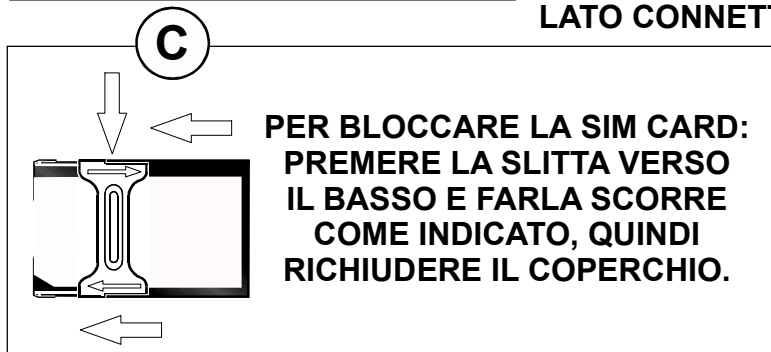 LATO
C
PER BLOCCARE LA SIM CARD:
PREMERE LA SLITTA VERSO
IL BASSO E FARLA SCORRE
COME INDICATO, QUINDI
RICHIUDERE IL COPERCHIO.